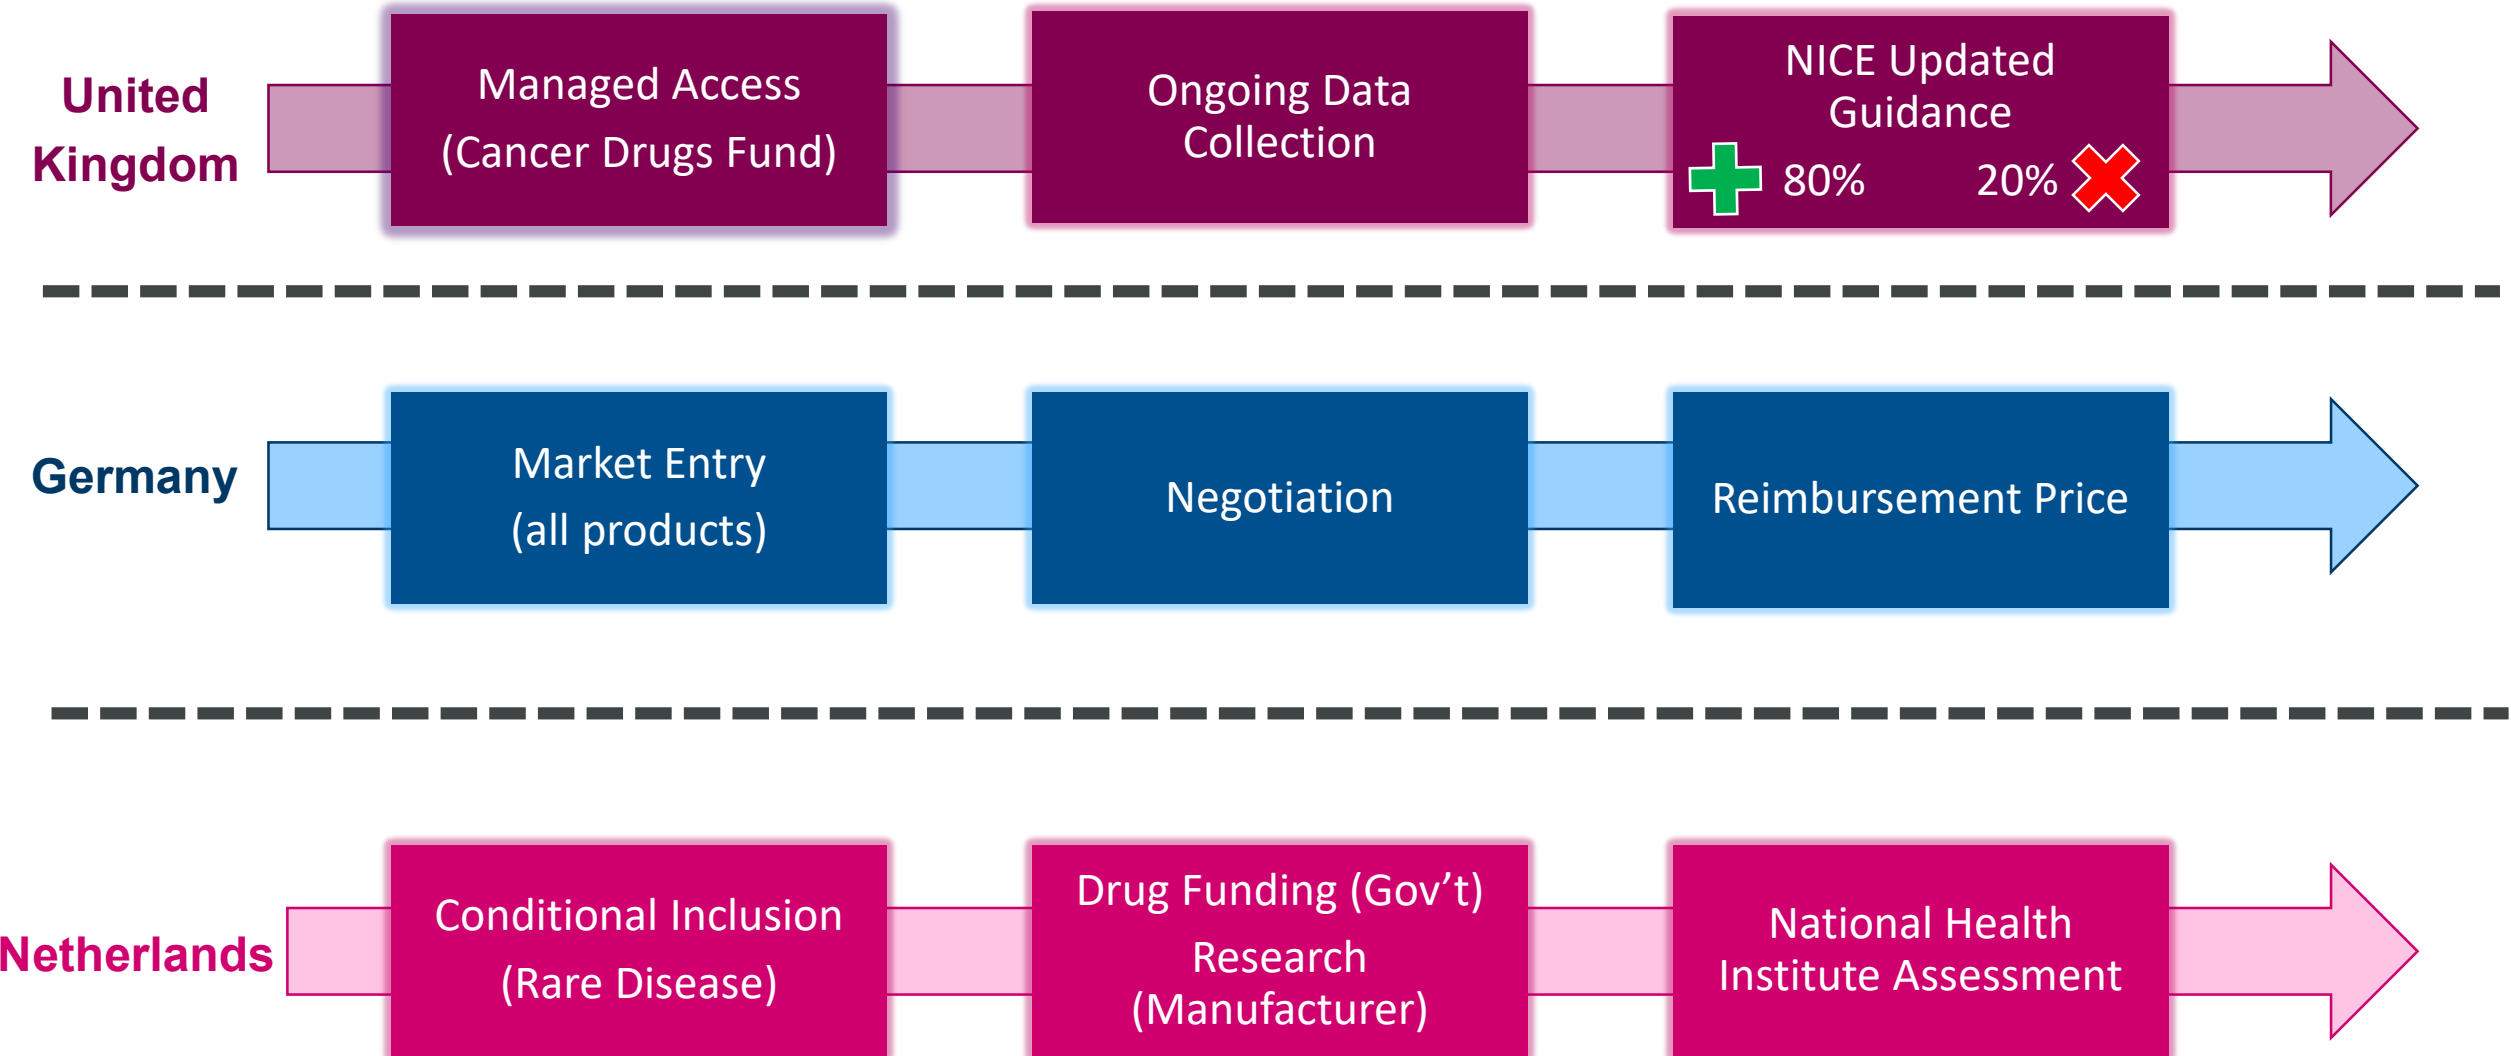 United
Kingdom
Managed Access
(Cancer Drugs Fund)
Ongoing Data
Collection
NICE Updated
Guidance
80% 20%
Germany
Market Entry
(all products)
Negotiation
Reimbursement Price
Netherlands
Conditional Inclusion
(Rare Disease)
Drug Funding (Gov’t)
Research
(Manufacturer)
National Health
Institute Assessment